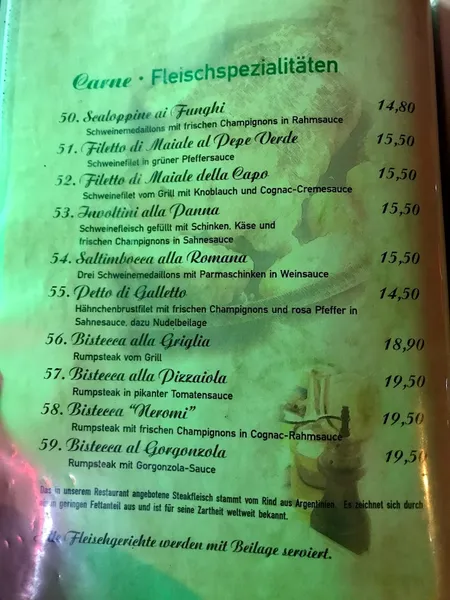 Carne · Fleischspezialitäten
50. Scaloppine ai Funghi 14,80
Schweinemedaillons mit frischen Champignons in Rahmsauce
51. Filetto di Maiale al Pepe Verde 15,50
Schweinefilet in grüner Pfeffersauce
52. Filetto di Maiale della Capo 15,50
Schweinefilet vom Grill mit Knoblauch und Cognac-Cremesauce
53. Involtini alla Panna 15,50
Schweinefleisch gefüllt mit Schinken, Käse und
frischen Champignons in Sahnesauce
54. Saltimbocca alla Romana 15,50
Drei Schweinemedaillons mit Parmaschinken in Weinsauce
55. Petto di Galletto 14,50
Hähnchenbrustfilet mit frischen Champignons und rosa Pfeffer in
Sahnesauce, dazu Nudelbeilage
56. Bistecca alla Griglia 18,90
Rumpsteak vom Grill
57. Bistecca alla Pizzaiola 19,50
Rumpsteak in pikanter Tomatensauce
58. Bistecca "Neromi" 19,50
Rumpsteak mit frischen Champignons in Cognac-Rahmsauce
59. Bistecca al Gorgonzola 19,50
Rumpsteak mit Gorgonzola-Sauce
Das in unserem Restaurant angebotene Steakfleisch stammt vom Rind aus Argentinien. Es zeichnet sich durch
geringen Fettanteil aus und ist für seine Zartheit weltweit bekannt.
Alle Fleischgerichte werden mit Beilage serviert.